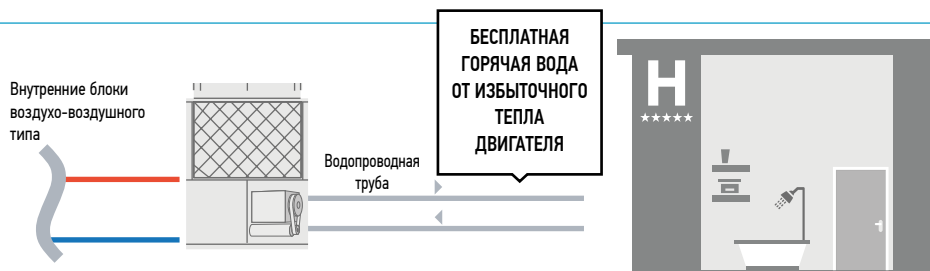 Внутренние блоки
воздухо-воздушного
типа
Водопроводная
труба
БЕСПЛАТНАЯ
ГОРЯЧАЯ ВОДА
ОТ ИЗБЫТОЧНОГО
ТЕПЛА
ДВИГАТЕЛЯ
H
★★★★★